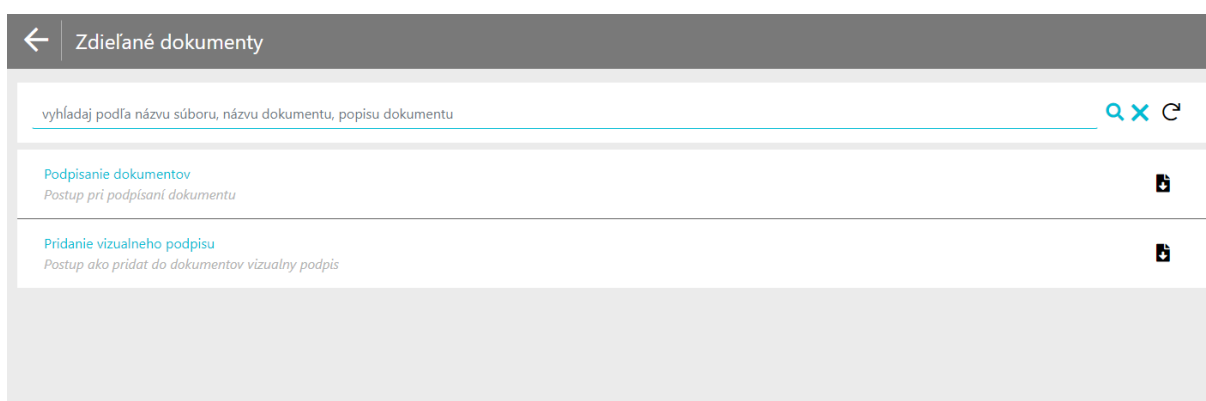 Zdieľané dokumenty
vyhĺadaj podľa názvu súboru, názvu dokumentu, popisu dokumentu
Podpisanie dokumentov
Postup pri podpísaní dokumentu
Pridanie vizualneho podpisu
Postup ako pridat do dokumentov vizualny podpis